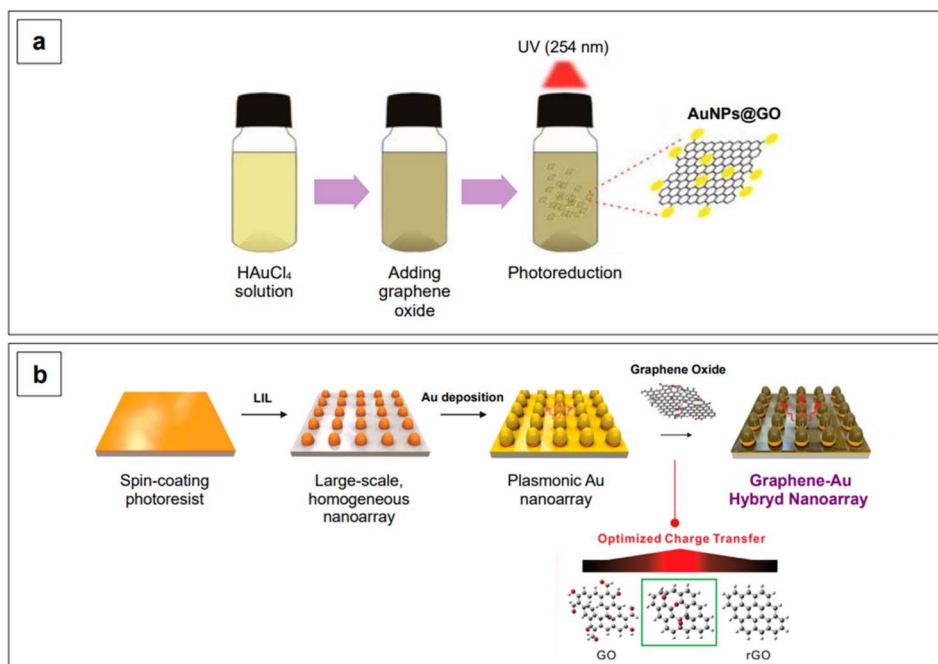 a
UV (254 nm)
AuNPs@GO
HAuCl₄
solution
Adding
graphene
oxide
Photoreduction
b
LIL
Au deposition
Graphene Oxide
Spin-coating
photoresist
Large-scale,
homogeneous
nanoarray
Plasmonic Au
nanoarray
Graphene-Au
Hybryd Nanoarray
Optimized Charge Transfer
GO
rGO